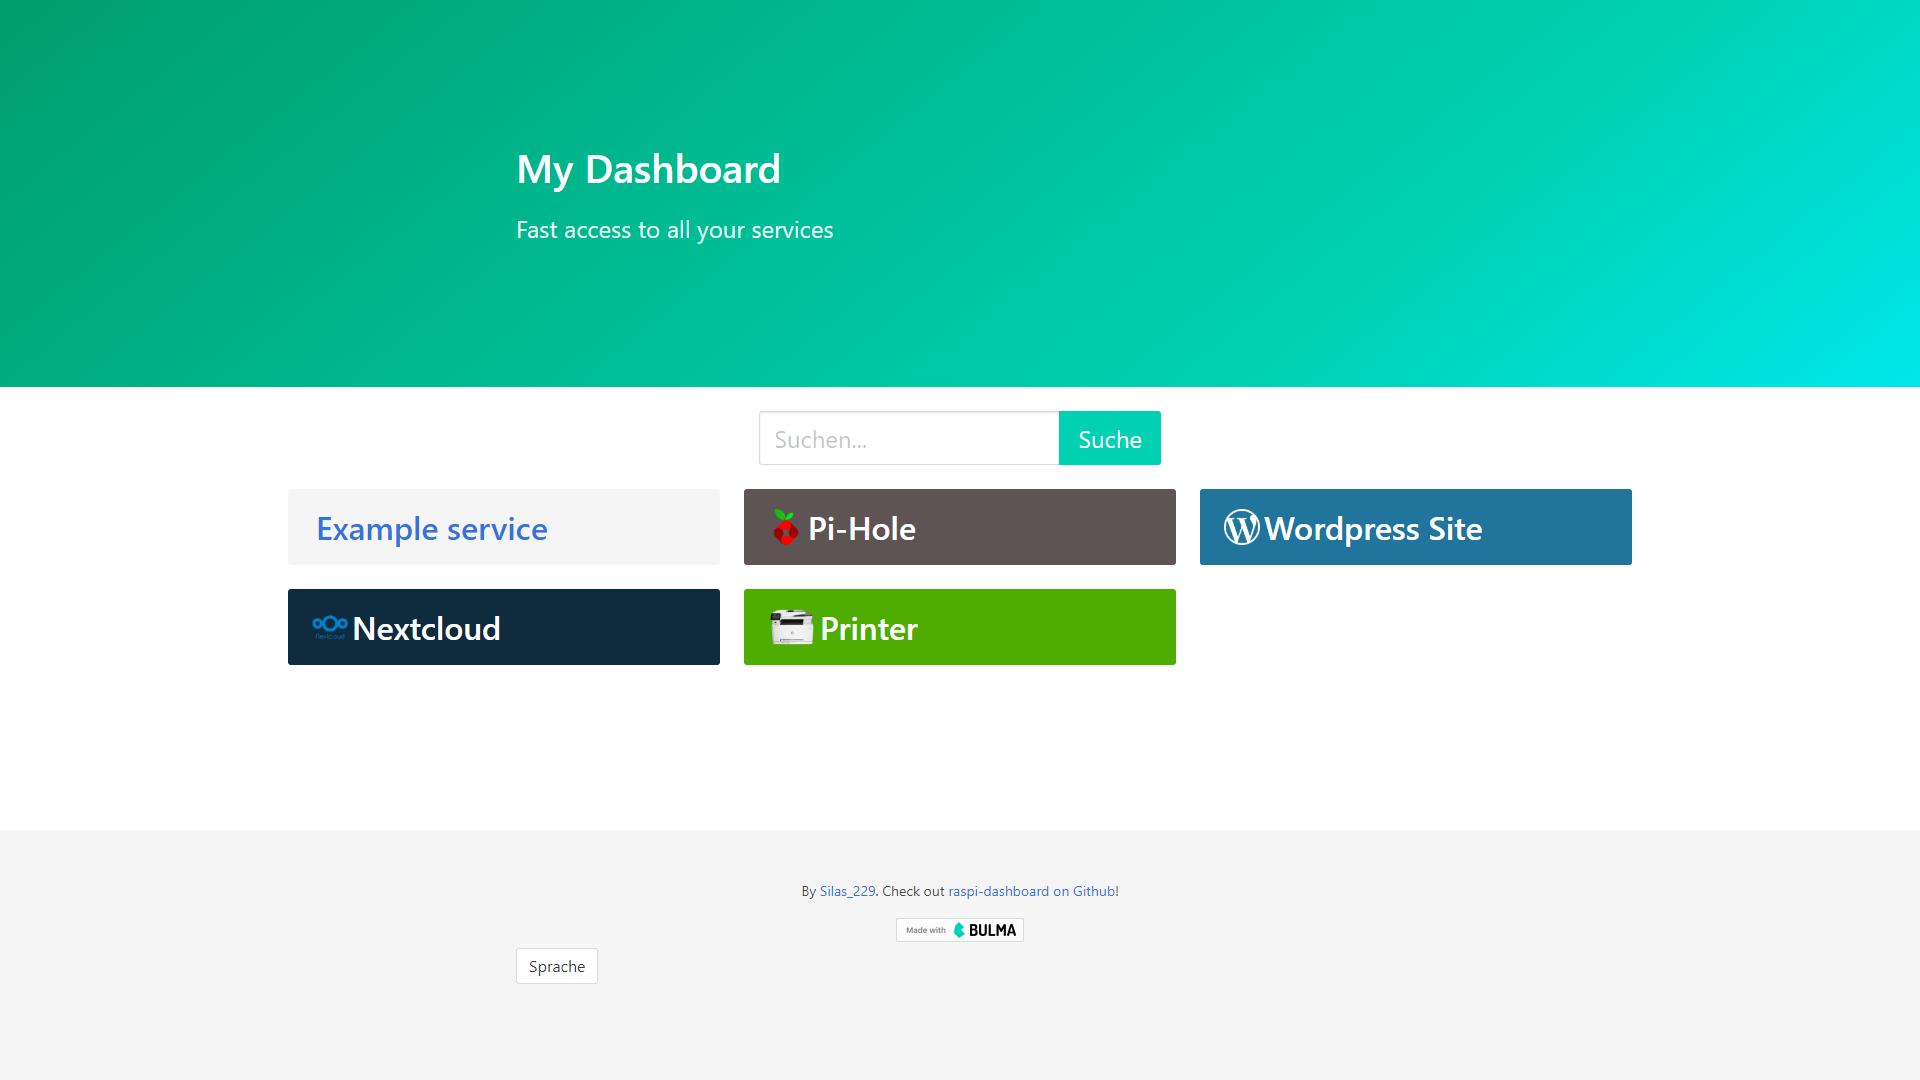 My Dashboard
Fast access to all your services
Suchen...
Suche
Example service
Pi-Hole
Wordpress Site
nextcloud
Nextcloud
Printer
By Silas_229. Check out raspi-dashboard on Github!
Made with BULMA
Sprache